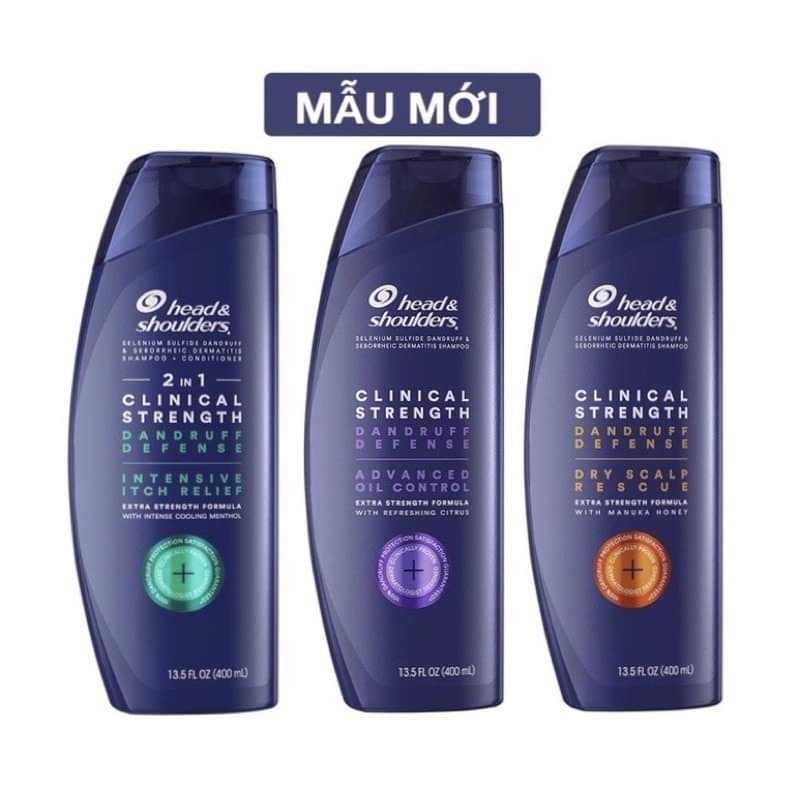 MẪU MỚI
head &
shoulders
SELENIUM SULFIDE DANDRUFF
& SEBORRHEIC DERMATITIS
SHAMPOO + CONDITIONER
2 IN 1
CLINICAL
STRENGTH
DANDRUFF
DEFENSE
INTENSIVE
ITCH RELIEF
EXTRA STRENGTH FORMULA
WITH INTENSE COOLING MENTHOL
13.5 FL OZ (400 mL)
head &
shoulders
SELENIUM SULFIDE DANDRUFF &
SEBORRHEIC DERMATITIS SHAMPOO
CLINICAL
STRENGTH
DANDRUFF
DEFENSE
ADVANCED
OIL CONTROL
EXTRA STRENGTH FORMULA
WITH REFRESHING CITRUS
13.5 FL OZ (400 mL)
head &
shoulders
SELENIUM SULFIDE DANDRUFF &
SEBORRHEIC DERMATITIS SHAMPOO
CLINICAL
STRENGTH
DANDRUFF
DEFENSE
DRY SCALP
RESCUE
EXTRA STRENGTH FORMULA
WITH MANUKA HONEY
13.5 FL OZ (400 mL)